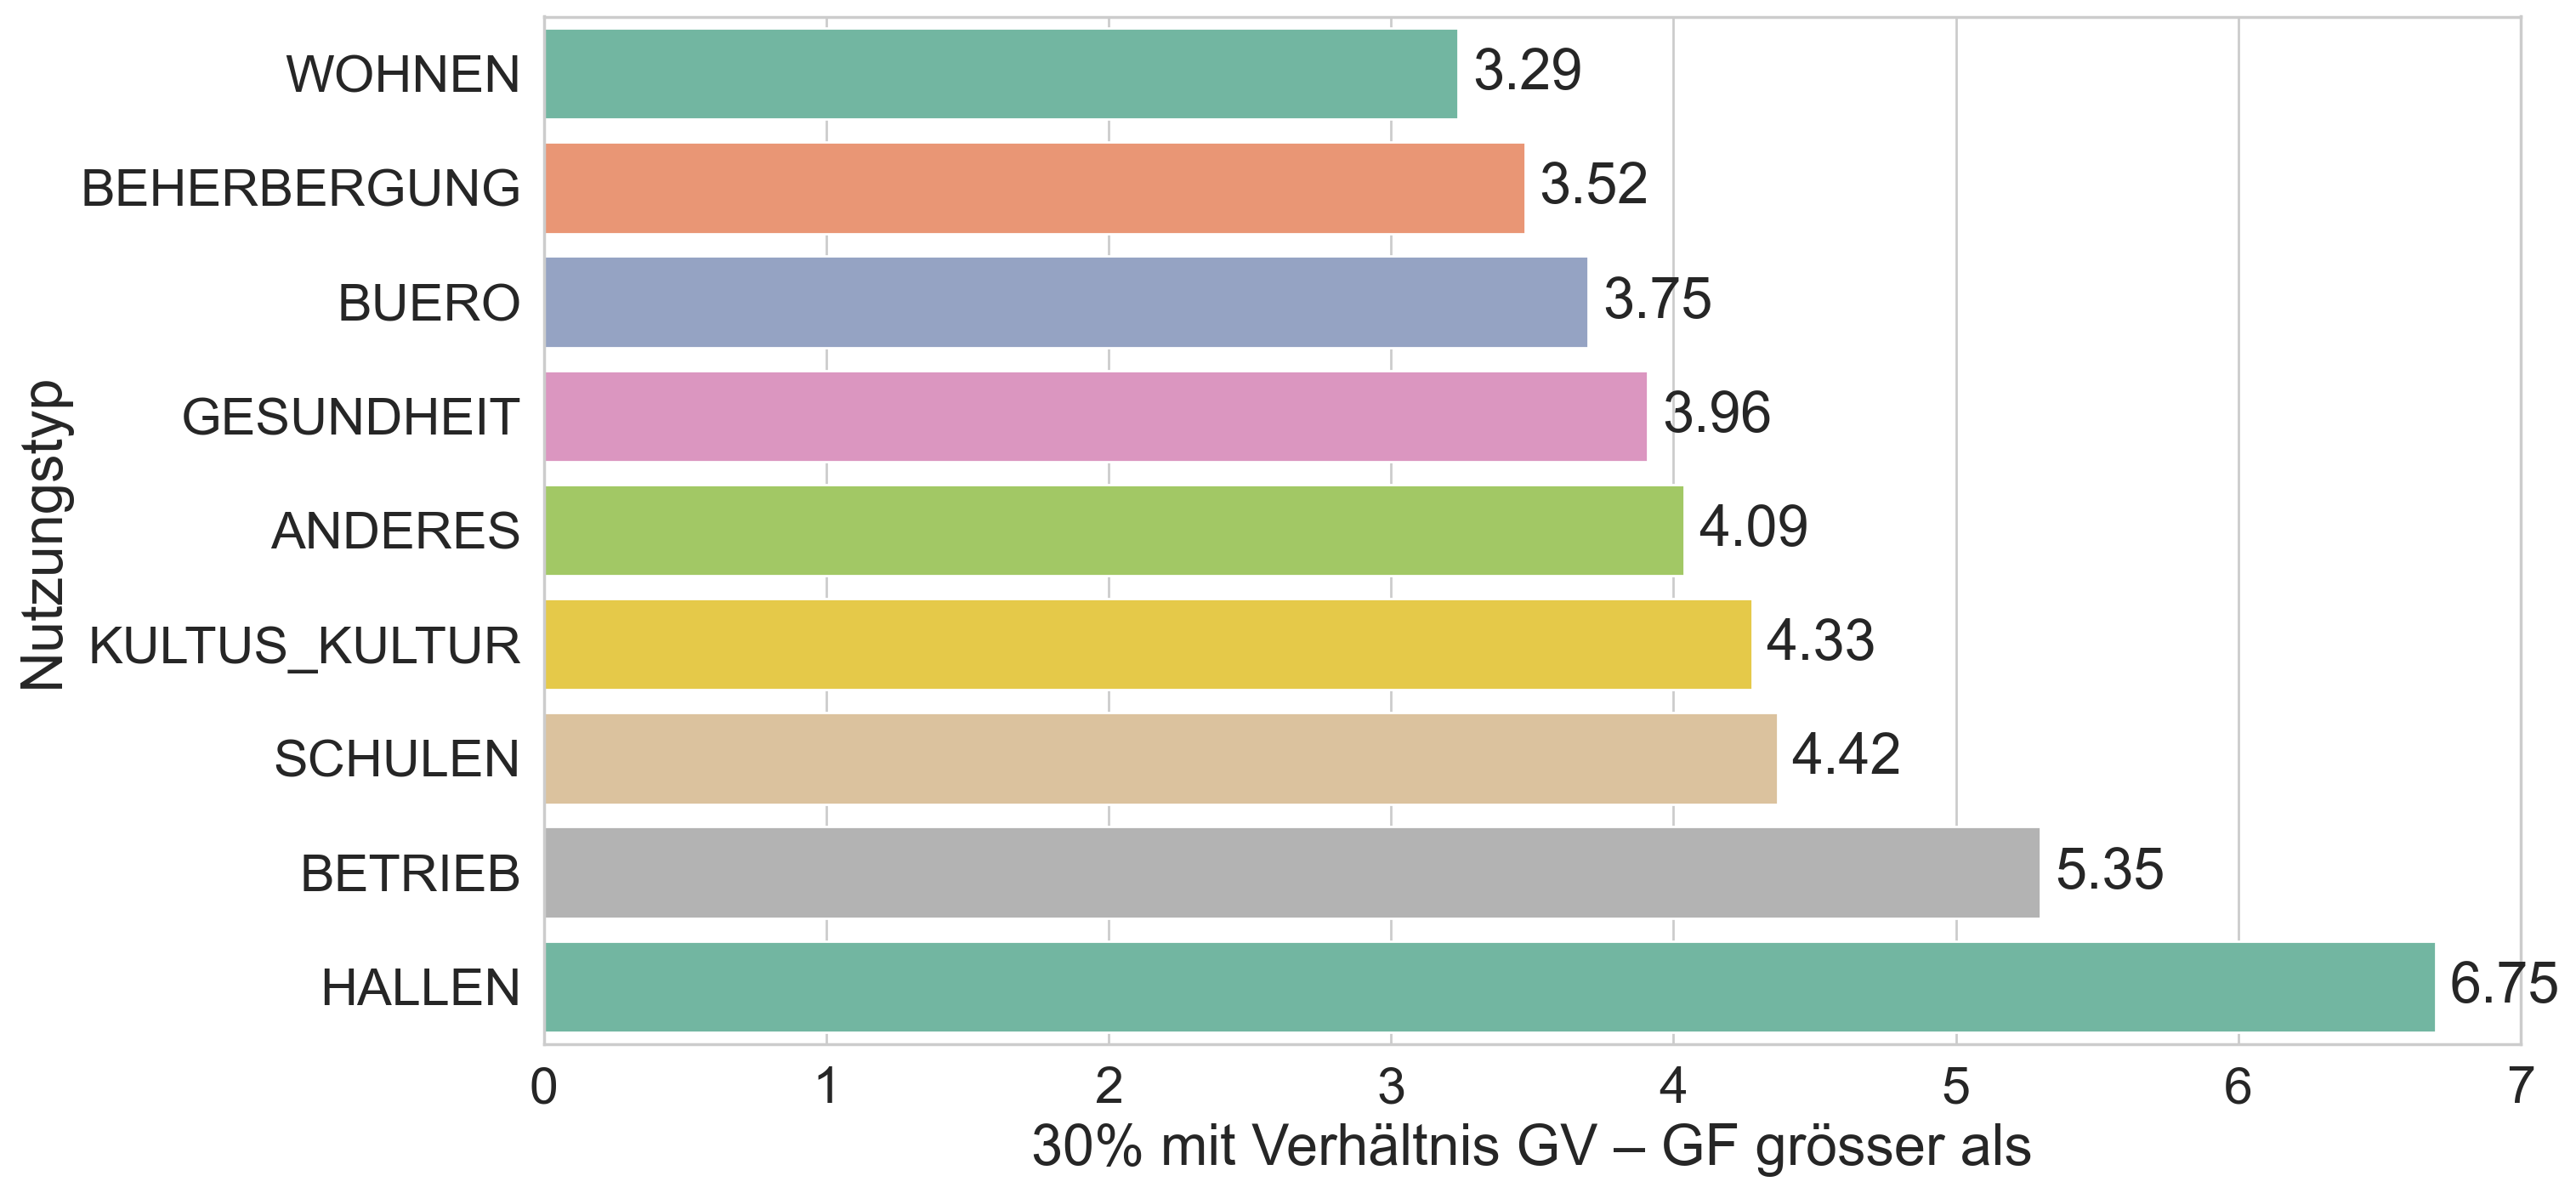 WOHNEN 3.29
BEHERBERGUNG 3.52
BUERO 3.75
GESUNDHEIT 3.96
ANDERES 4.09
KULTUS_KULTUR 4.33
SCHULEN 4.42
BETRIEB 5.35
HALLEN 6.75
Nutzungstyp
0 1 2 3 4 5 6 7
30% mit Verhältnis GV – GF grösser als